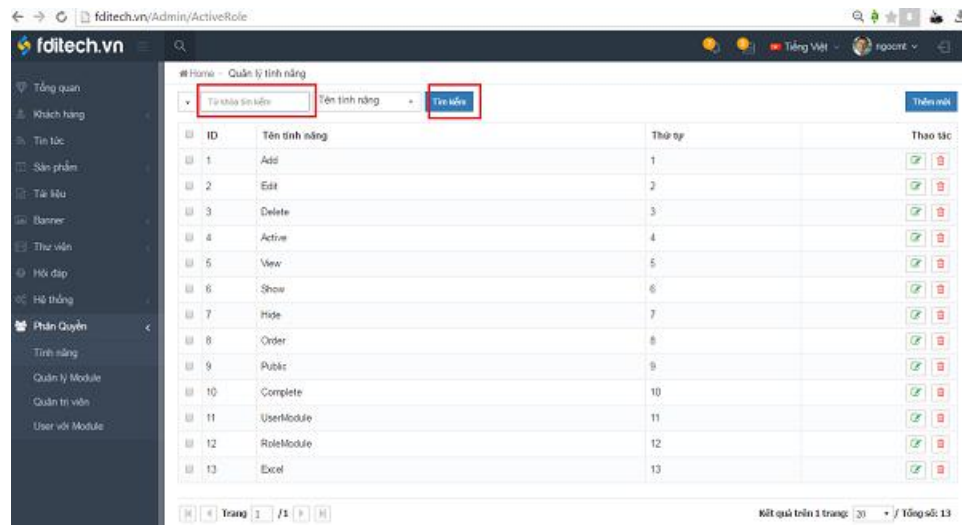 fditech.vn/Admin/ActiveRole
fditech.vn
Tiếng Việt
ngocmt
Home - Quản lý tính năng
Tổng quan
Từ khóa tìm kiếm
Tên tính năng
Tìm kiếm
Thêm mới
Khách hàng
Tin tức
Sản phẩm
Tài liệu
Banner
Thư viện
Hỏi đáp
Hệ thống
Phân Quyền
Tính năng
Quản lý Module
Quản trị viên
User với Module
ID Tên tính năng Thứ tự Thao tác
1 Add 1
2 Edit 2
3 Delete 3
4 Active 4
5 View 5
6 Show 6
7 Hide 7
8 Order 8
9 Public 9
10 Complete 10
11 UserModule 11
12 RoleModule 12
13 Excel 13
Trang 1 /1
Kết quả trên 1 trang: 20 / Tổng số: 13